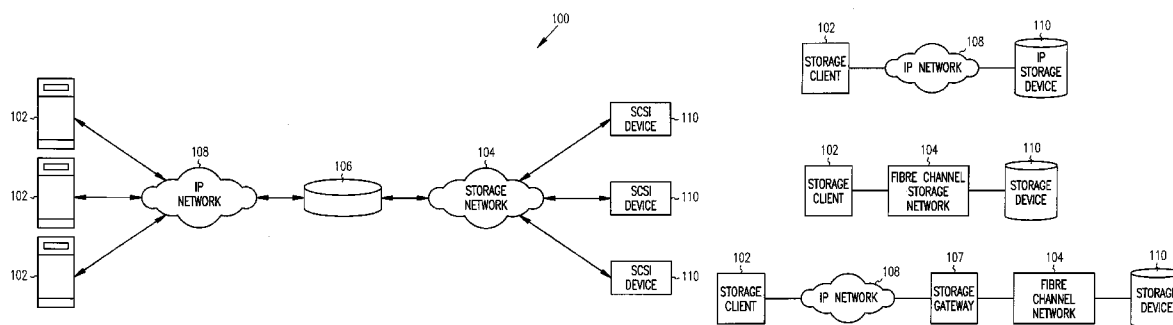 100
102
102
102
108
IP
NETWORK
106
104
STORAGE
NETWORK
SCSI
DEVICE
110
SCSI
DEVICE
110
SCSI
DEVICE
110
102
STORAGE
CLIENT
108
IP NETWORK
110
IP
STORAGE
DEVICE
102
STORAGE
CLIENT
104
FIBRE CHANNEL
STORAGE
NETWORK
110
STORAGE
DEVICE
102
STORAGE
CLIENT
108
IP NETWORK
107
STORAGE
GATEWAY
104
FIBRE
CHANNEL
NETWORK
110
STORAGE
DEVICE